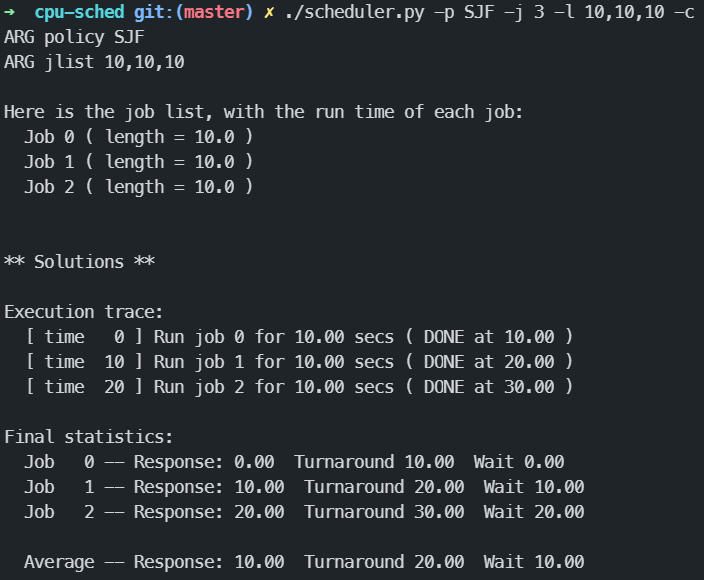 ➜  cpu-sched git:(master) ✗ ./scheduler.py -p SJF -j 3 -l 10,10,10 -c
ARG policy SJF
ARG jlist 10,10,10

Here is the job list, with the run time of each job:
  Job 0 ( length = 10.0 )
  Job 1 ( length = 10.0 )
  Job 2 ( length = 10.0 )


** Solutions **

Execution trace:
  [ time   0 ] Run job 0 for 10.00 secs ( DONE at 10.00 )
  [ time  10 ] Run job 1 for 10.00 secs ( DONE at 20.00 )
  [ time  20 ] Run job 2 for 10.00 secs ( DONE at 30.00 )

Final statistics:
  Job   0 -- Response: 0.00  Turnaround 10.00  Wait 0.00
  Job   1 -- Response: 10.00  Turnaround 20.00  Wait 10.00
  Job   2 -- Response: 20.00  Turnaround 30.00  Wait 20.00

  Average -- Response: 10.00  Turnaround 20.00  Wait 10.00